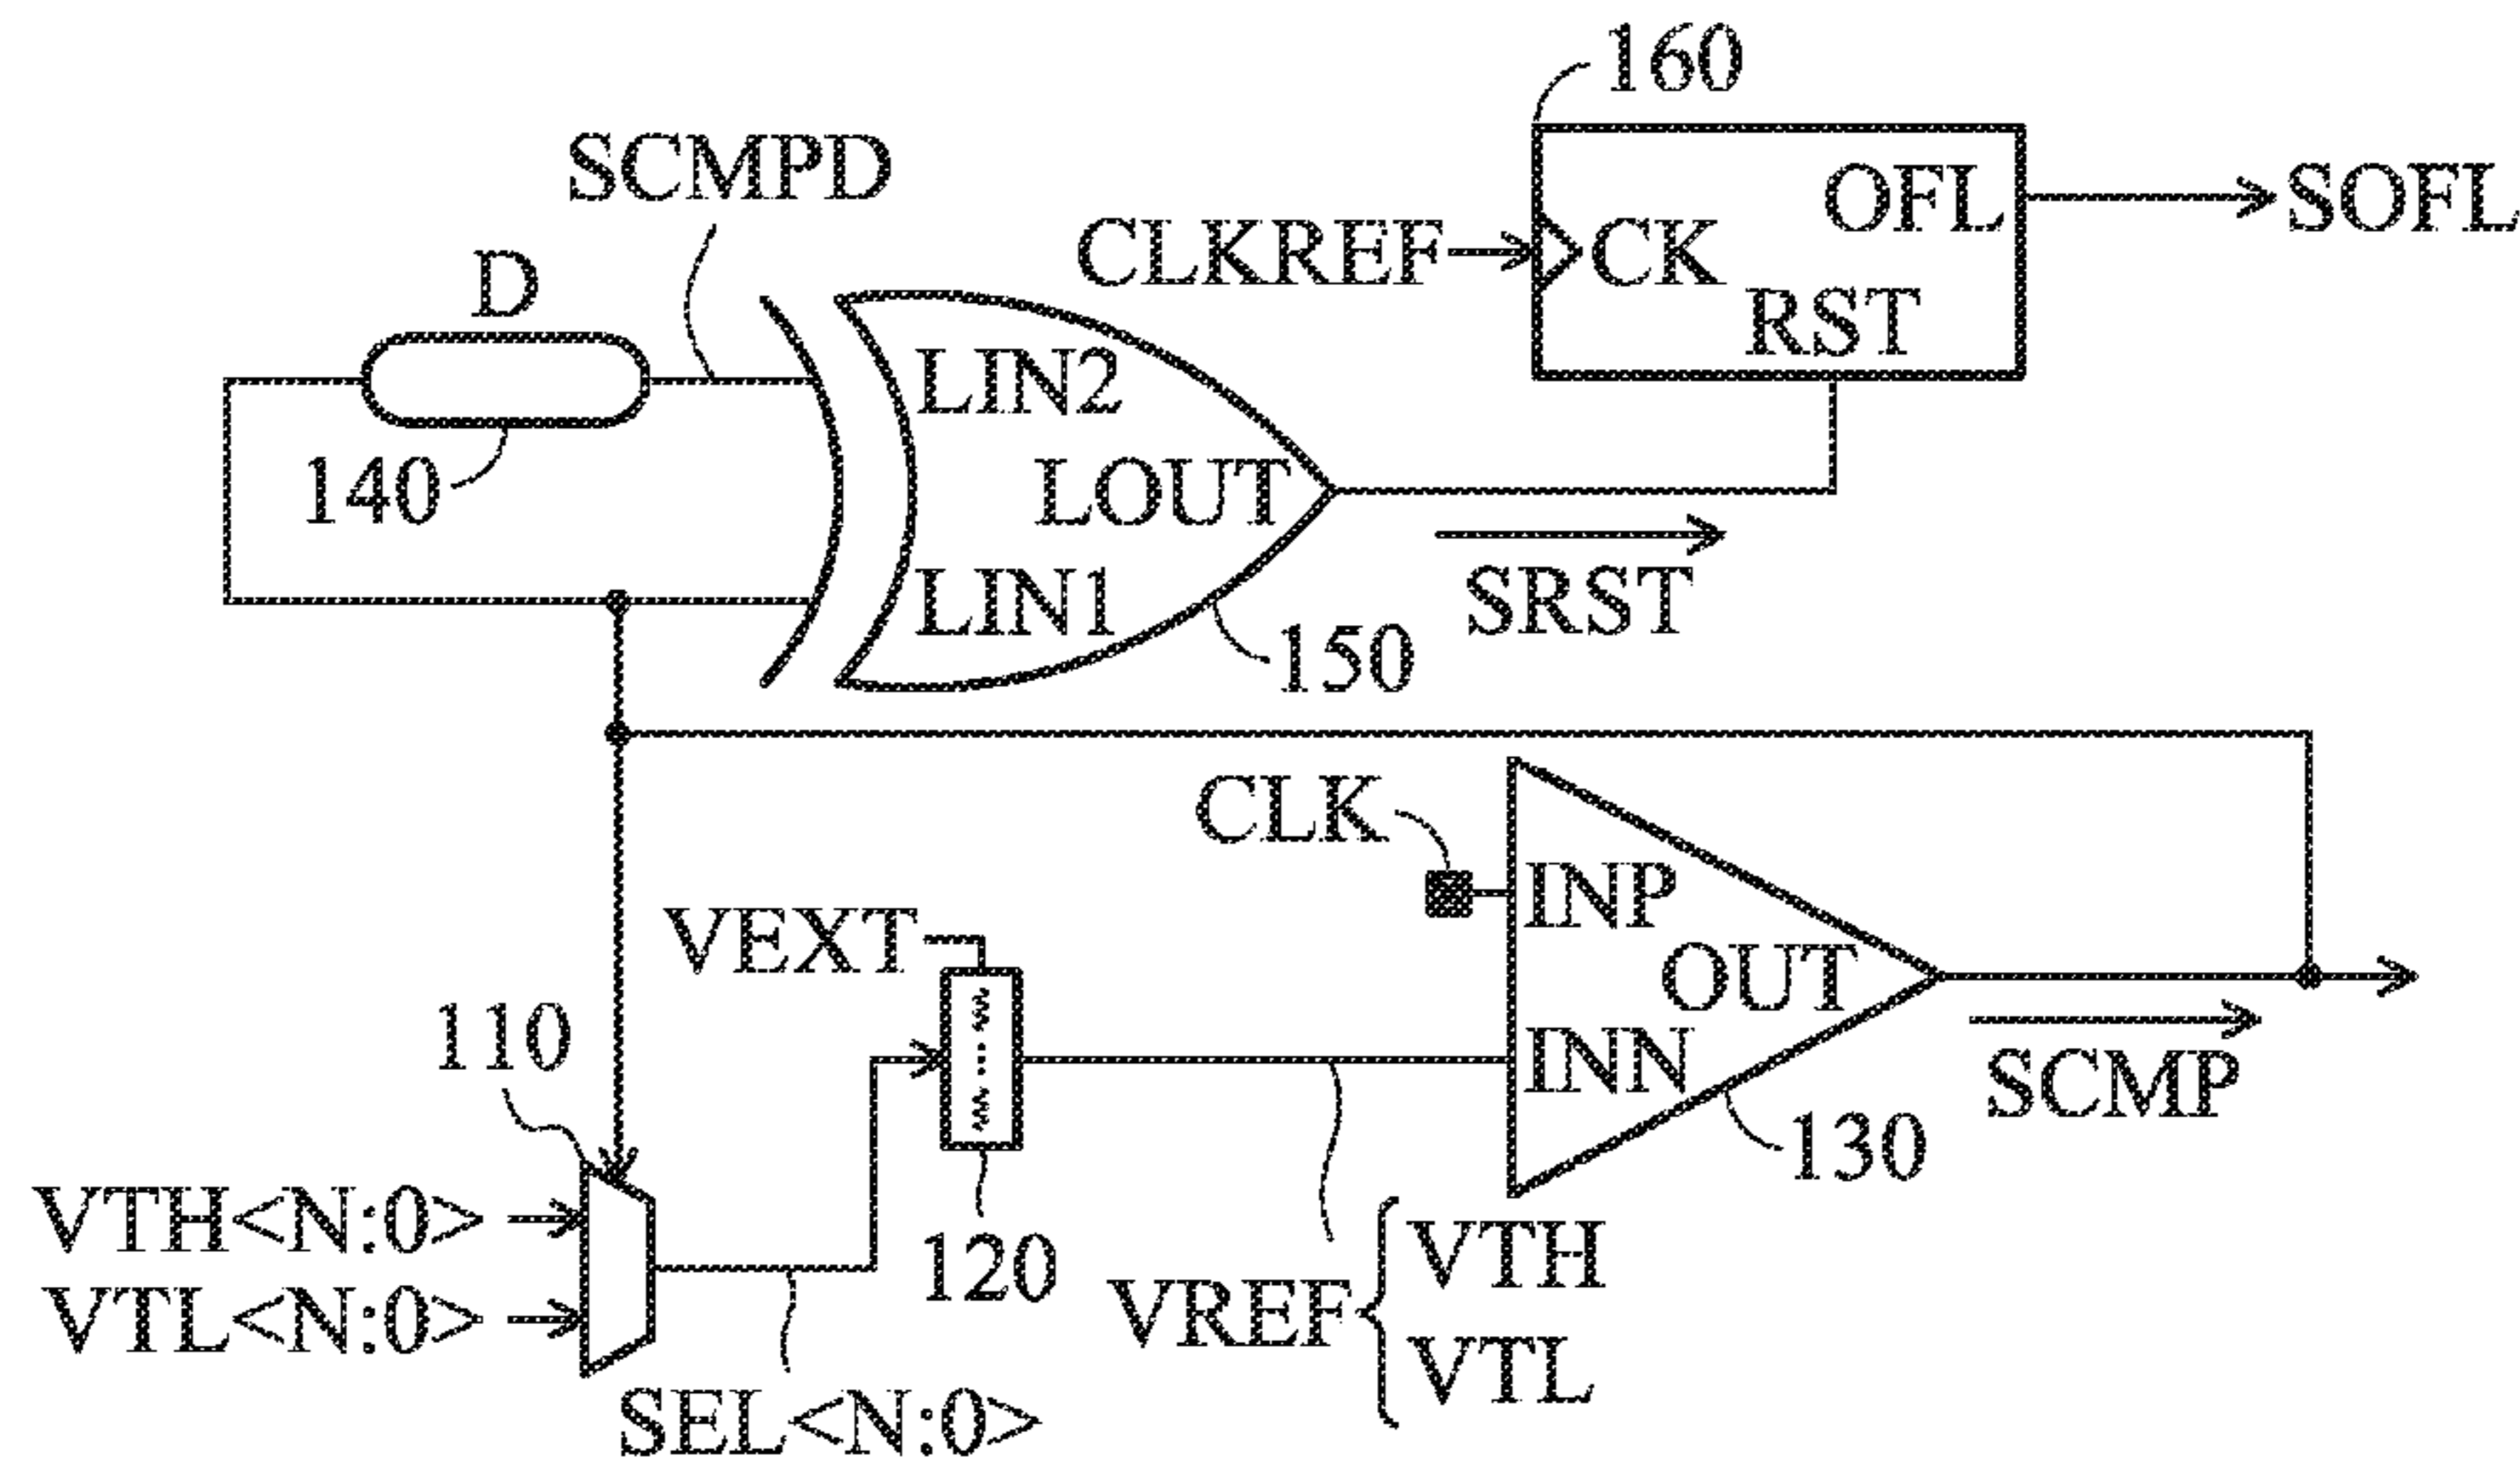 160
SCMPD
OFL
SOFL
CLKREF
CK
D
RST
LIN2
140
LOUT
LIN1
SRST
150
CLK
INP
VEXT
OUT
110
INN
SCMP
130
VTH<N:0>
120
VTH
VREF
VTL<N:0>
VTL
SEL<N:0>